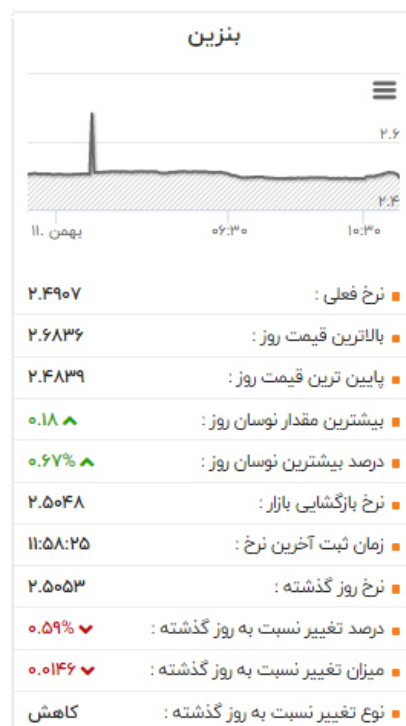 بنزین
۲.۶
۲.۴
۱۰:۳۰
۰۶:۳۰
۱۱. بهمن
نرخ فعلی : ۲.۴۹۰۷
بالاترین قیمت روز : ۲.۶۸۳۶
پایین ترین قیمت روز : ۲.۴۸۳۹
بیشترین مقدار نوسان روز : ۰.۱۸
درصد بیشترین نوسان روز : ۰.۶۷%
نرخ بازگشایی بازار : ۲.۵۰۴۸
زمان ثبت آخرین نرخ : ۱۱:۵۸:۲۵
نرخ روز گذشته : ۲.۵۰۵۳
درصد تغییر نسبت به روز گذشته : ۰.۵۹%
میزان تغییر نسبت به روز گذشته : ۰.۰۱۴۶
نوع تغییر نسبت به روز گذشته : کاهش